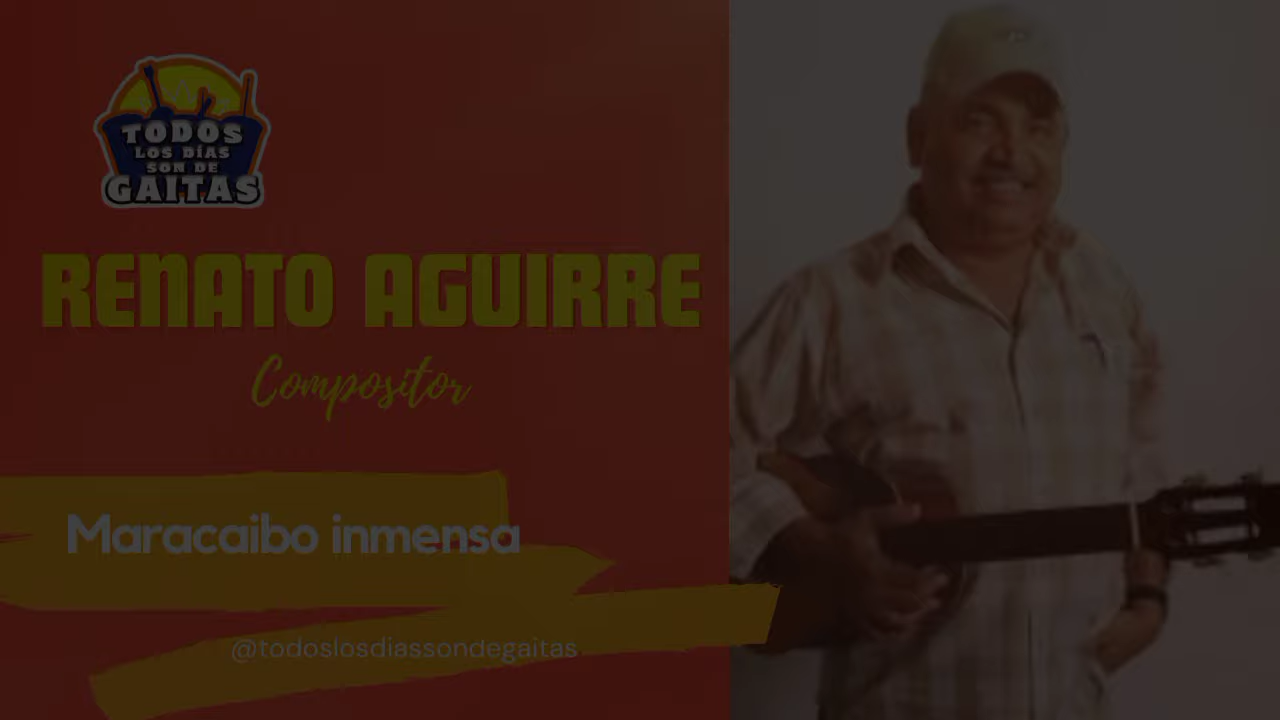 TODOS
LOS DÍAS
SON DE
GAITAS
RENATO AGUIRRE
Compositor
Maracaibo inmensa
@todoslosdiassondegaitas